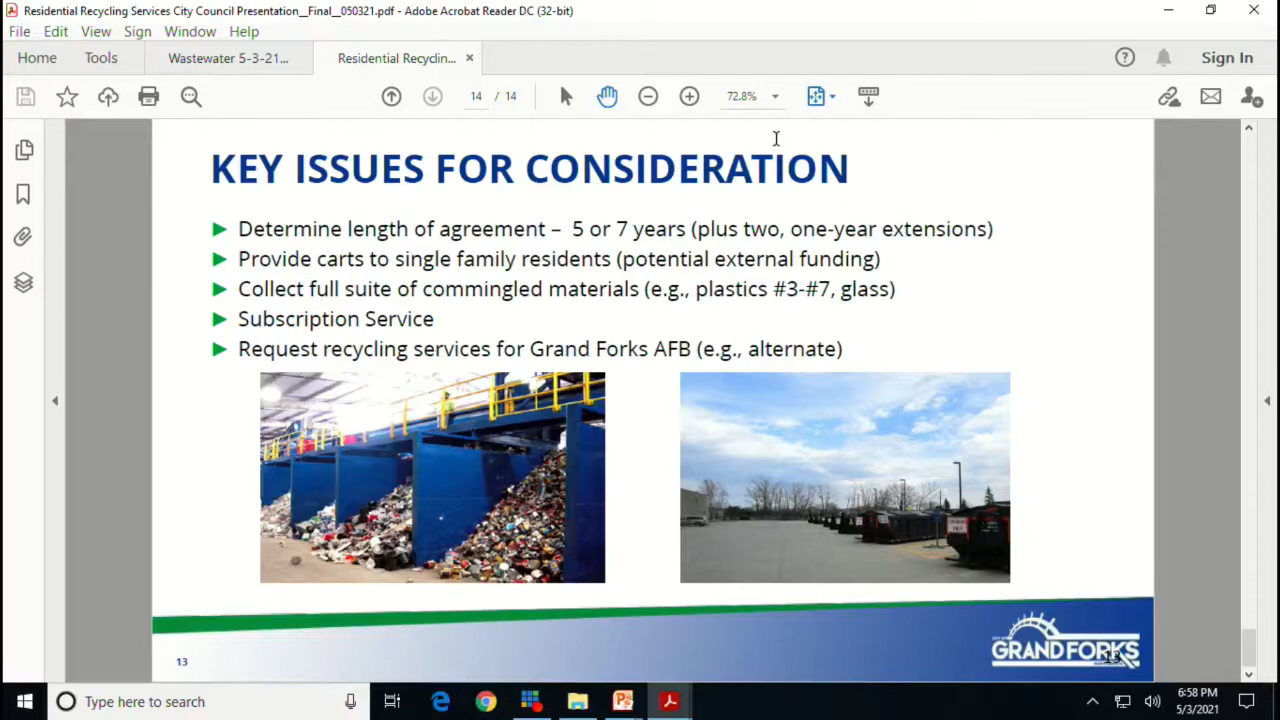 Residential Recycling Services City Council Presentation__Final__050321.pdf - Adobe Acrobat Reader DC (32-bit)
File Edit View Sign Window Help
Home Tools Wastewater 5-3-21... Residential Recyclin... Sign In
14 / 14 72.8%
KEY ISSUES FOR CONSIDERATION
Determine length of agreement – 5 or 7 years (plus two, one-year extensions)
Provide carts to single family residents (potential external funding)
Collect full suite of commingled materials (e.g., plastics #3-#7, glass)
Subscription Service
Request recycling services for Grand Forks AFB (e.g., alternate)
GRAND FORKS
13
13
Type here to search
6:58 PM
5/3/2021